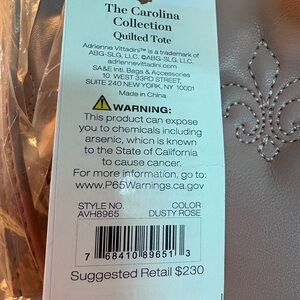 The Carolina
Collection
Quilted Tote
Adrienne Vittadini™ is a trademark of
ABG-SLG, LLC. ©ABG-SLG, LLC.
adriennevittadini.com
SA&E Intl. Bags & Accessories
10 WEST 33RD STREET,
SUITE 240 NEW YORK, NY 10001
Made in China
WARNING:
This product can expose
you to chemicals including
arsenic, which is known
to the State of California
to cause cancer.
For more information, go to:
www.P65Warnings.ca.gov
STYLE NO. COLOR
AVH8965 DUSTY ROSE
7 68410 89651 3
Suggested Retail $230